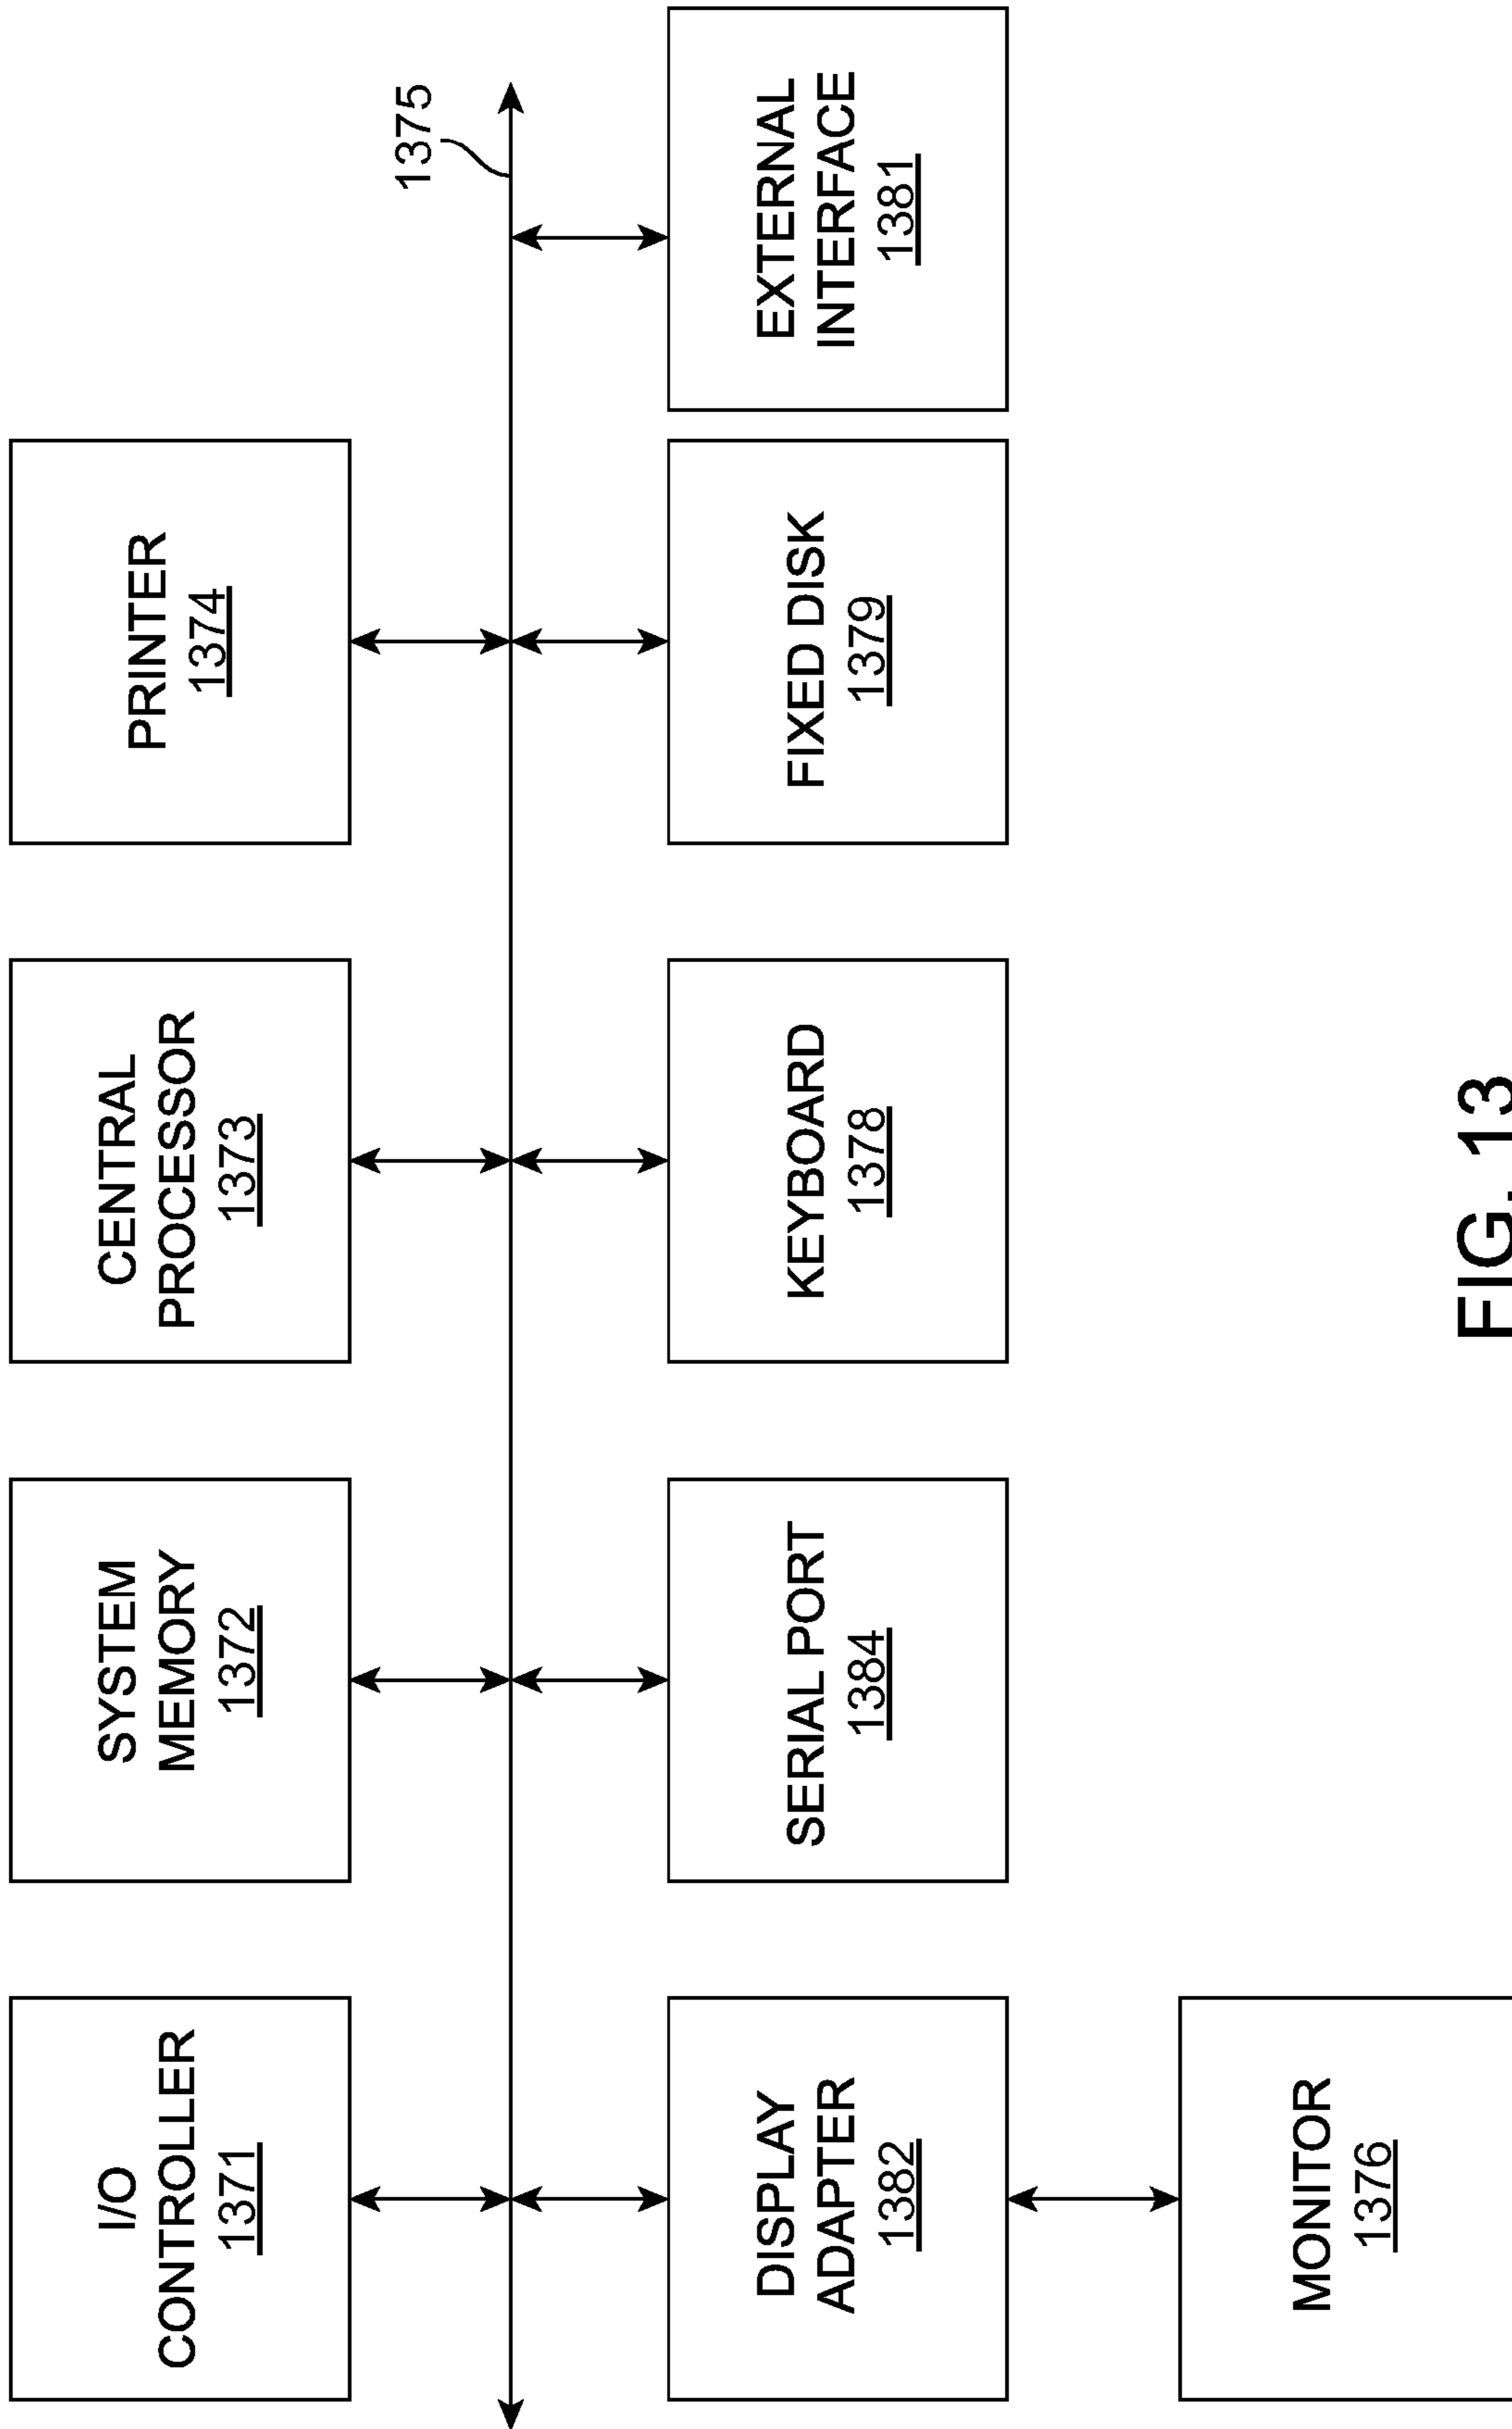 I/O
CONTROLLER
1371
SYSTEM
MEMORY
1372
CENTRAL
PROCESSOR
1373
PRINTER
1374
1375
DISPLAY
ADAPTER
1382
SERIAL PORT
1384
KEYBOARD
1378
FIXED DISK
1379
EXTERNAL
INTERFACE
1381
MONITOR
1376
FIG. 13